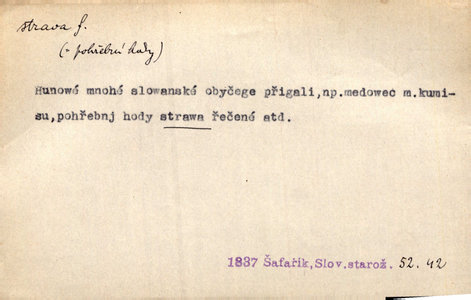 strava f.
(= pohřební hody)
Hunowé mnohé slowanské obyčege přigali,np.medowec m.kumi-
su,pohřebnj hody strawa řečené atd.
1837 Šafařík,Slov.starož. 52. 42